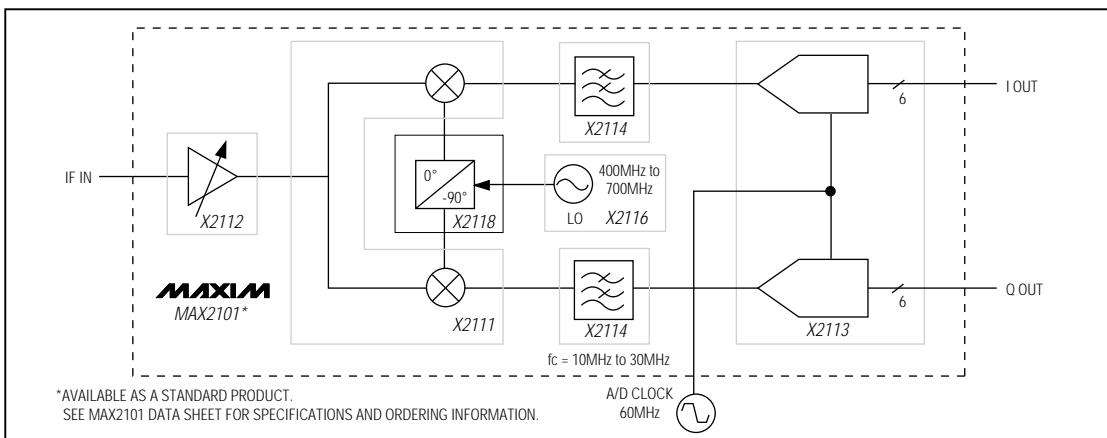 IF IN
X2112
0°
-90°
X2118
X2114
400MHz to
700MHz
LO X2116
6
I OUT
MAXIM
MAX2101*
X2111
X2114
fc = 10MHz to 30MHz
X2113
6
Q OUT
A/D CLOCK
60MHz
*AVAILABLE AS A STANDARD PRODUCT.
SEE MAX2101 DATA SHEET FOR SPECIFICATIONS AND ORDERING INFORMATION.